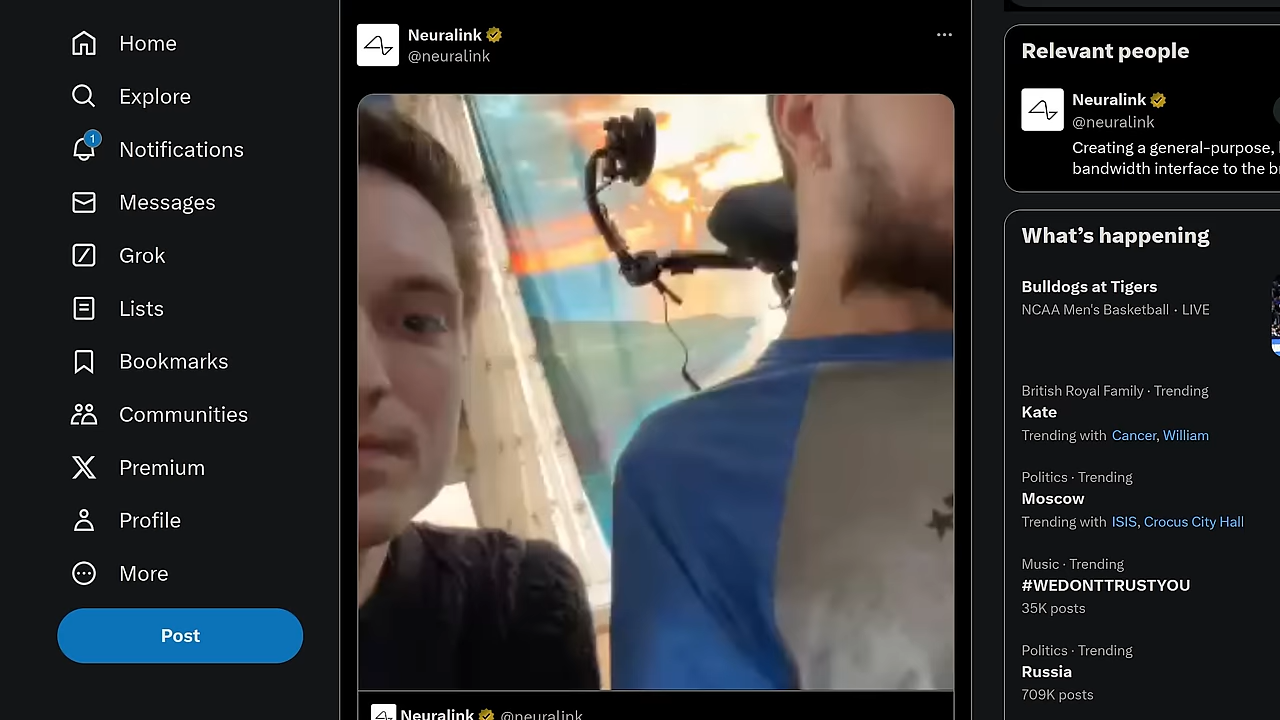 Home
Explore
1
Notifications
Messages
Grok
Lists
Bookmarks
Communities
Premium
Profile
More
Post
Neuralink
@neuralink
Neuralink @neuralink
Relevant people
Neuralink
@neuralink
Creating a general-purpose,
bandwidth interface to the
What's happening
Bulldogs at Tigers
NCAA Men's Basketball · LIVE
British Royal Family · Trending
Kate
Trending with Cancer, William
Politics · Trending
Moscow
Trending with ISIS, Crocus City Hall
Music · Trending
#WEDONTTRUSTYOU
35K posts
Politics · Trending
Russia
709K posts